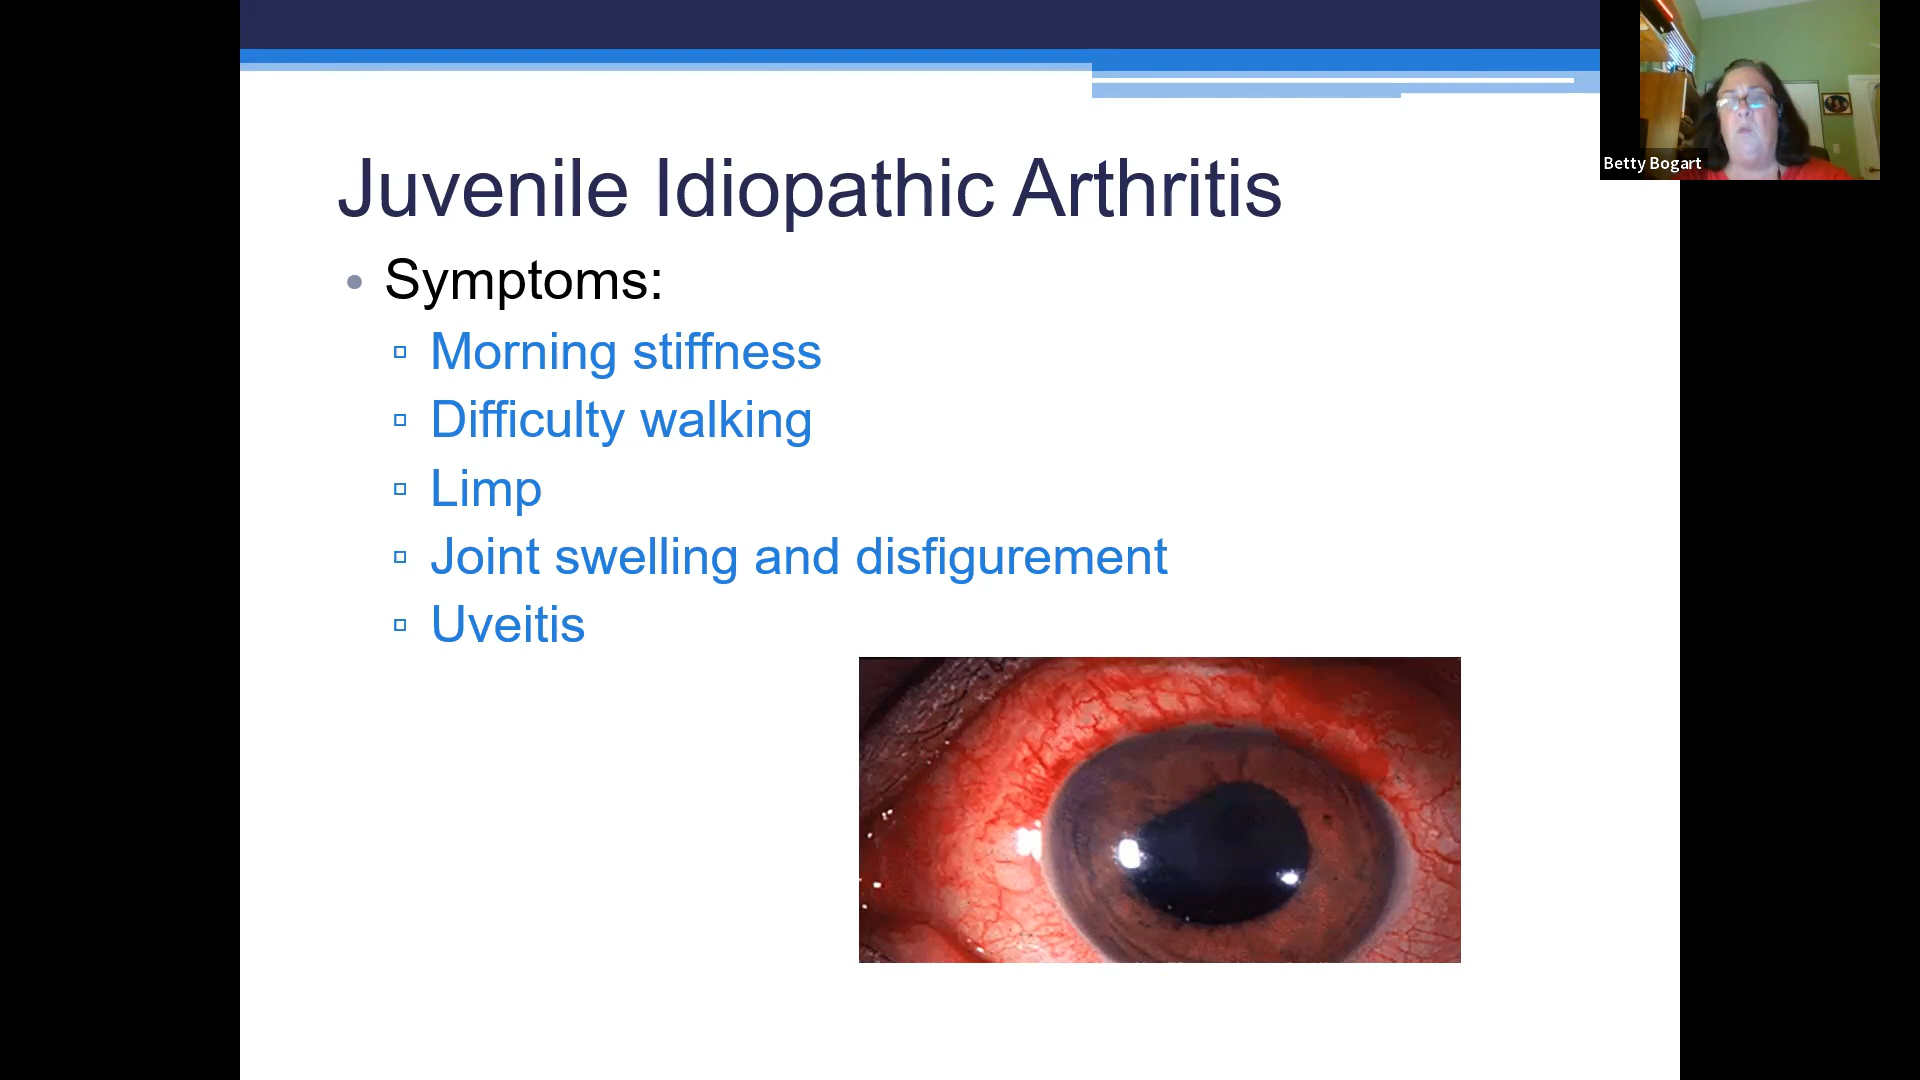 Juvenile Idiopathic Arthritis
Symptoms:
Morning stiffness
Difficulty walking
Limp
Joint swelling and disfigurement
Uveitis
Betty Bogart